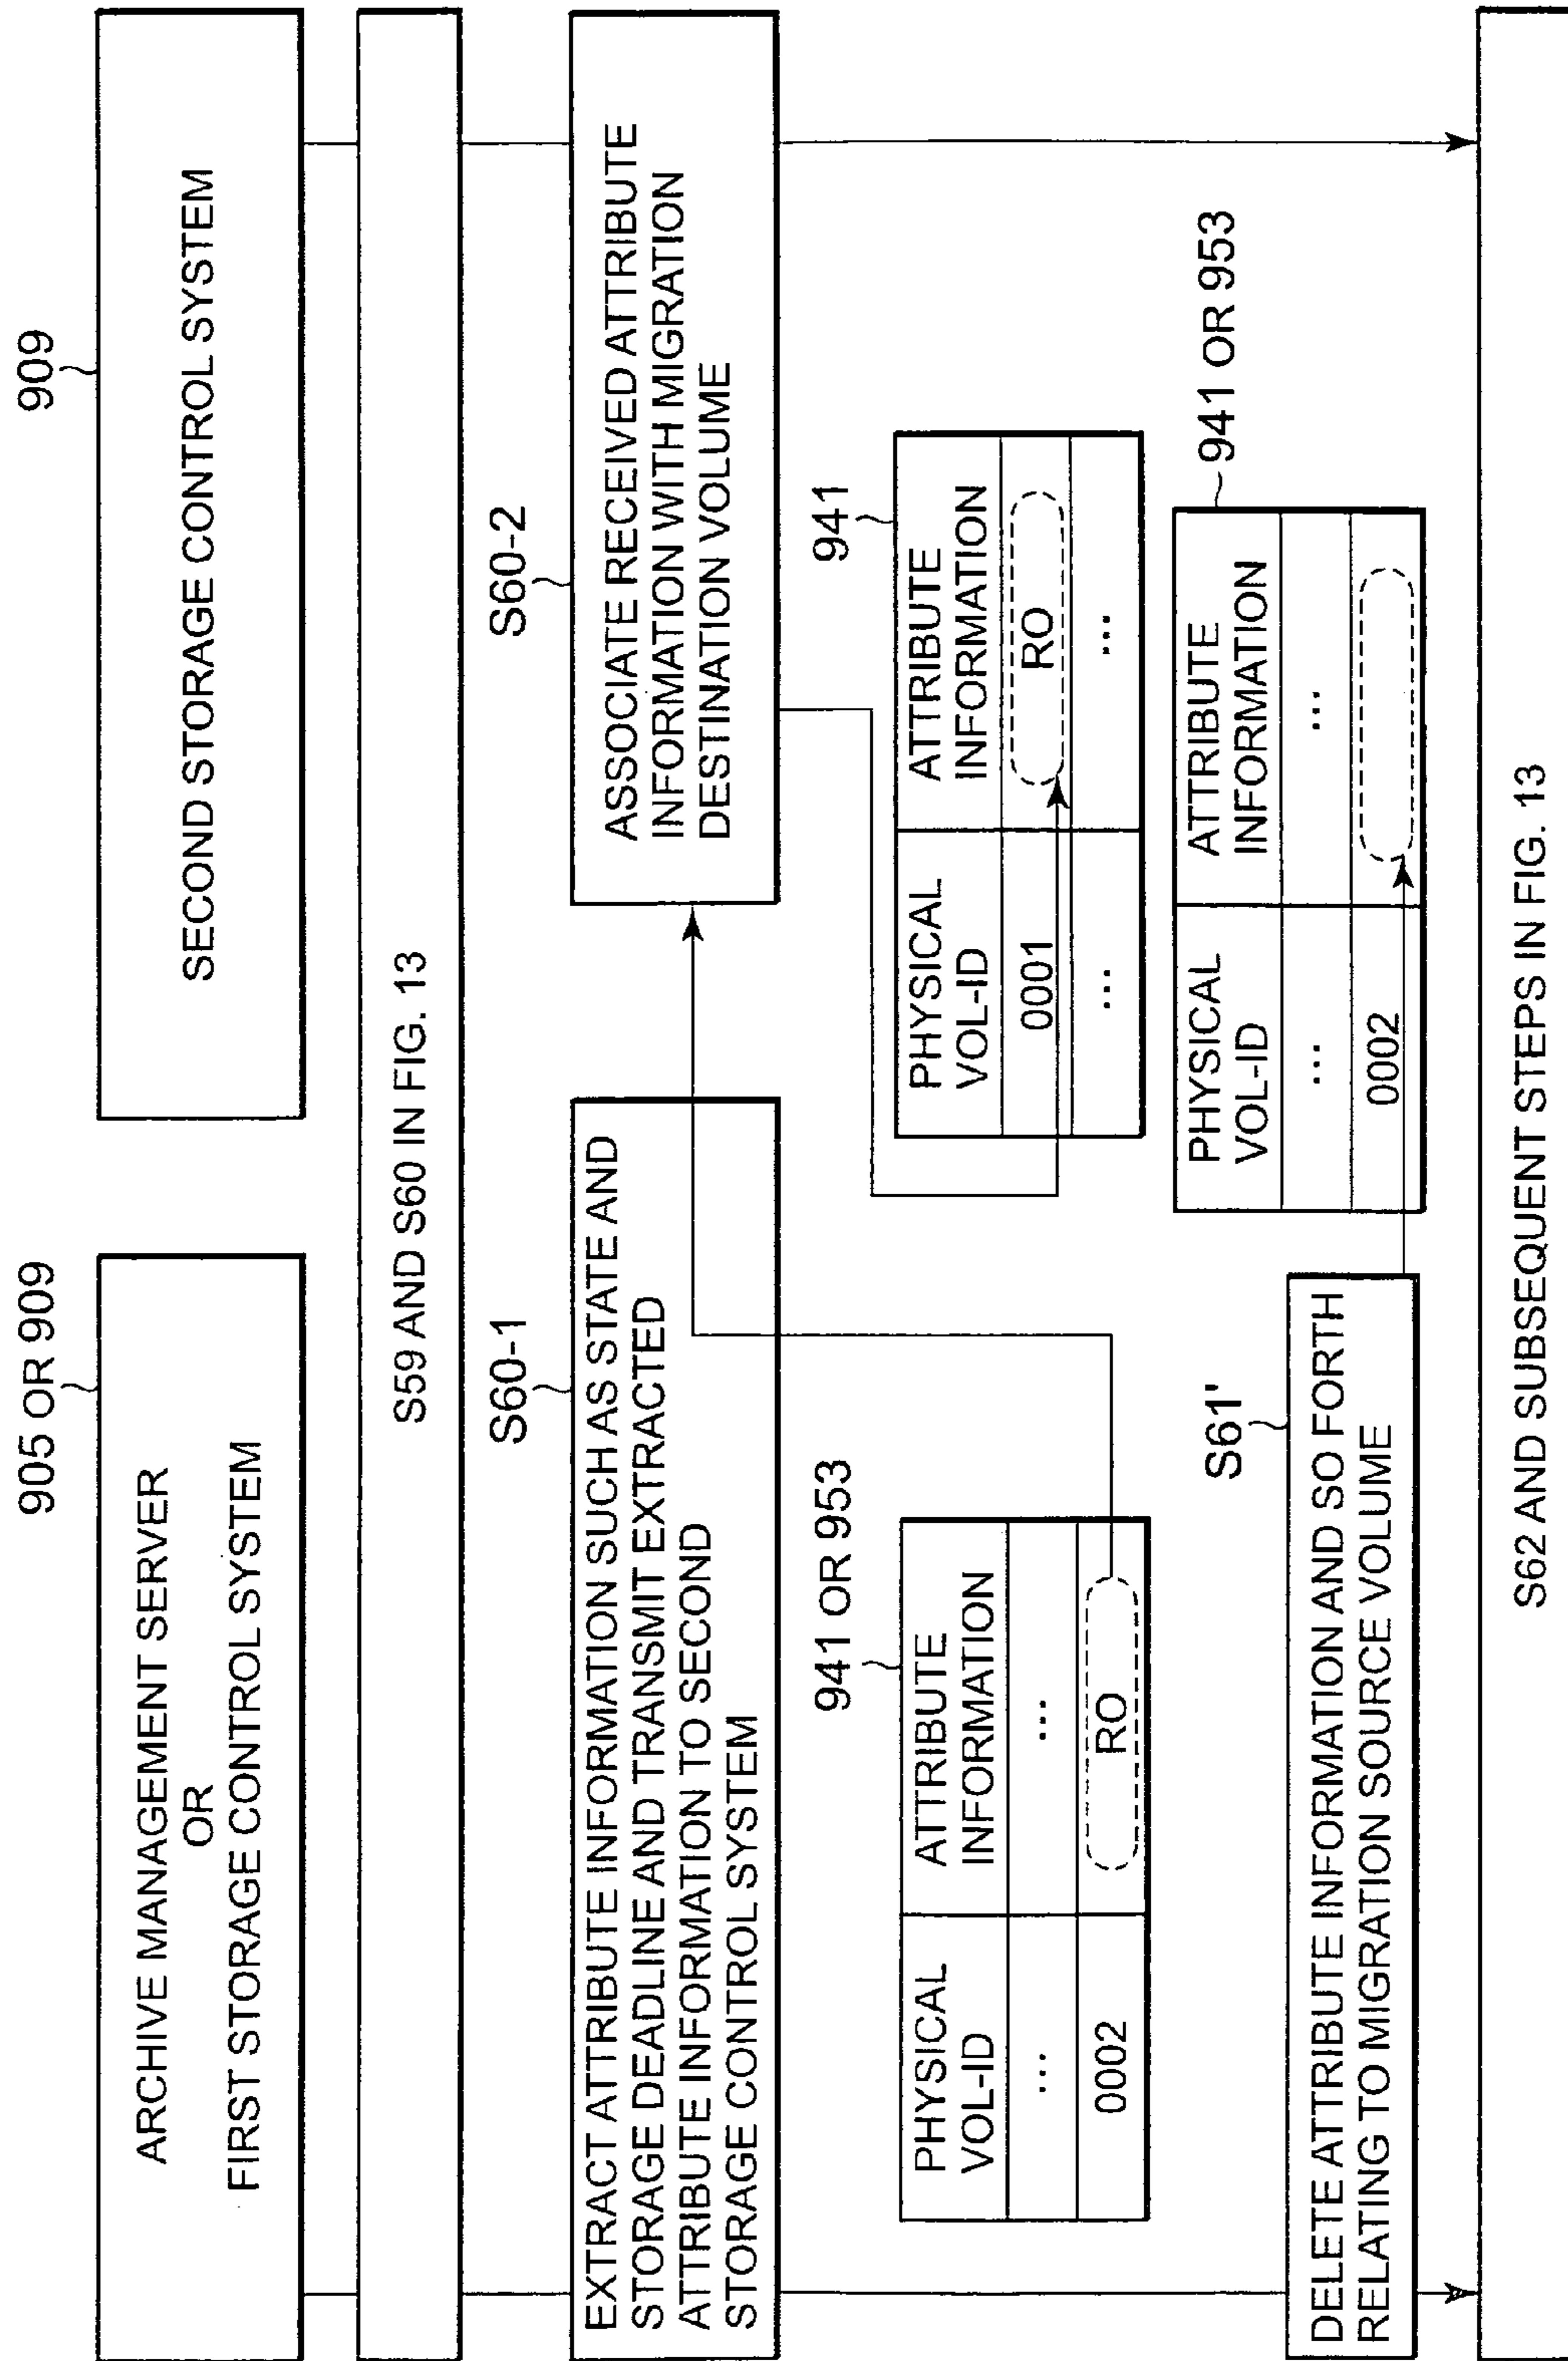 905 OR 909
ARCHIVE MANAGEMENT SERVER
OR
FIRST STORAGE CONTROL SYSTEM
909
SECOND STORAGE CONTROL SYSTEM
S59 AND S60 IN FIG. 13
S60-1
EXTRACT ATTRIBUTE INFORMATION SUCH AS STATE AND
STORAGE DEADLINE AND TRANSMIT EXTRACTED
ATTRIBUTE INFORMATION TO SECOND
STORAGE CONTROL SYSTEM
S60-2
ASSOCIATE RECEIVED ATTRIBUTE
INFORMATION WITH MIGRATION
DESTINATION VOLUME
941 OR 953
PHYSICAL
VOL-ID
ATTRIBUTE
INFORMATION
... ...
0002 RO
941
PHYSICAL
VOL-ID
ATTRIBUTE
INFORMATION
0001 RO
... ...
S61'
DELETE ATTRIBUTE INFORMATION AND SO FORTH
RELATING TO MIGRATION SOURCE VOLUME
941 OR 953
PHYSICAL
VOL-ID
ATTRIBUTE
INFORMATION
... ...
0002
S62 AND SUBSEQUENT STEPS IN FIG. 13